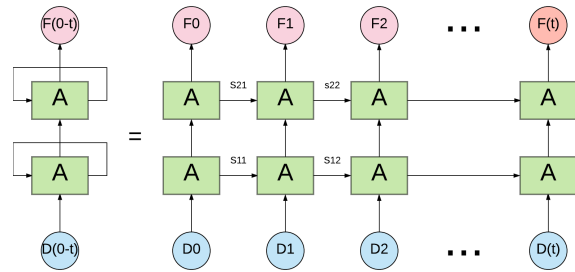 F(0-t) F0 F1 F2 ... F(t)
S21 s22
A A A A A
=
S11 S12
A A A A A
D(0-t) D0 D1 D2 ... D(t)